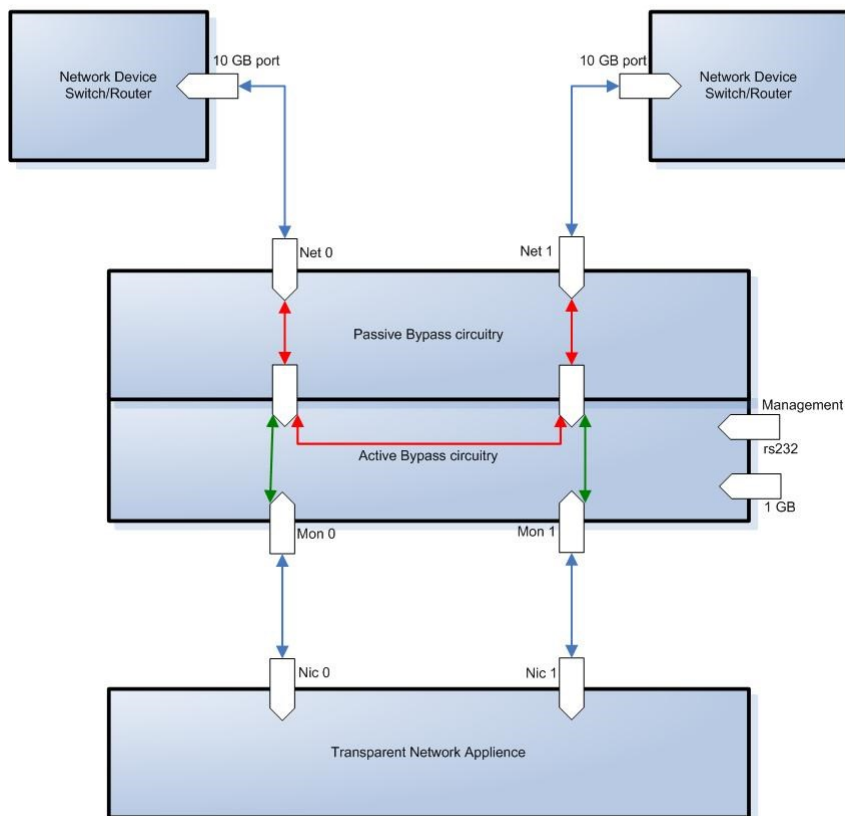 10 GB port
10 GB port
Network Device
Switch/Router
Network Device
Switch/Router
Net 0
Net 1
Passive Bypass circuitry
Management
rs232
Active Bypass circuitry
1 GB
Mon 0
Mon 1
Nic 0
Nic 1
Transparent Network Applience